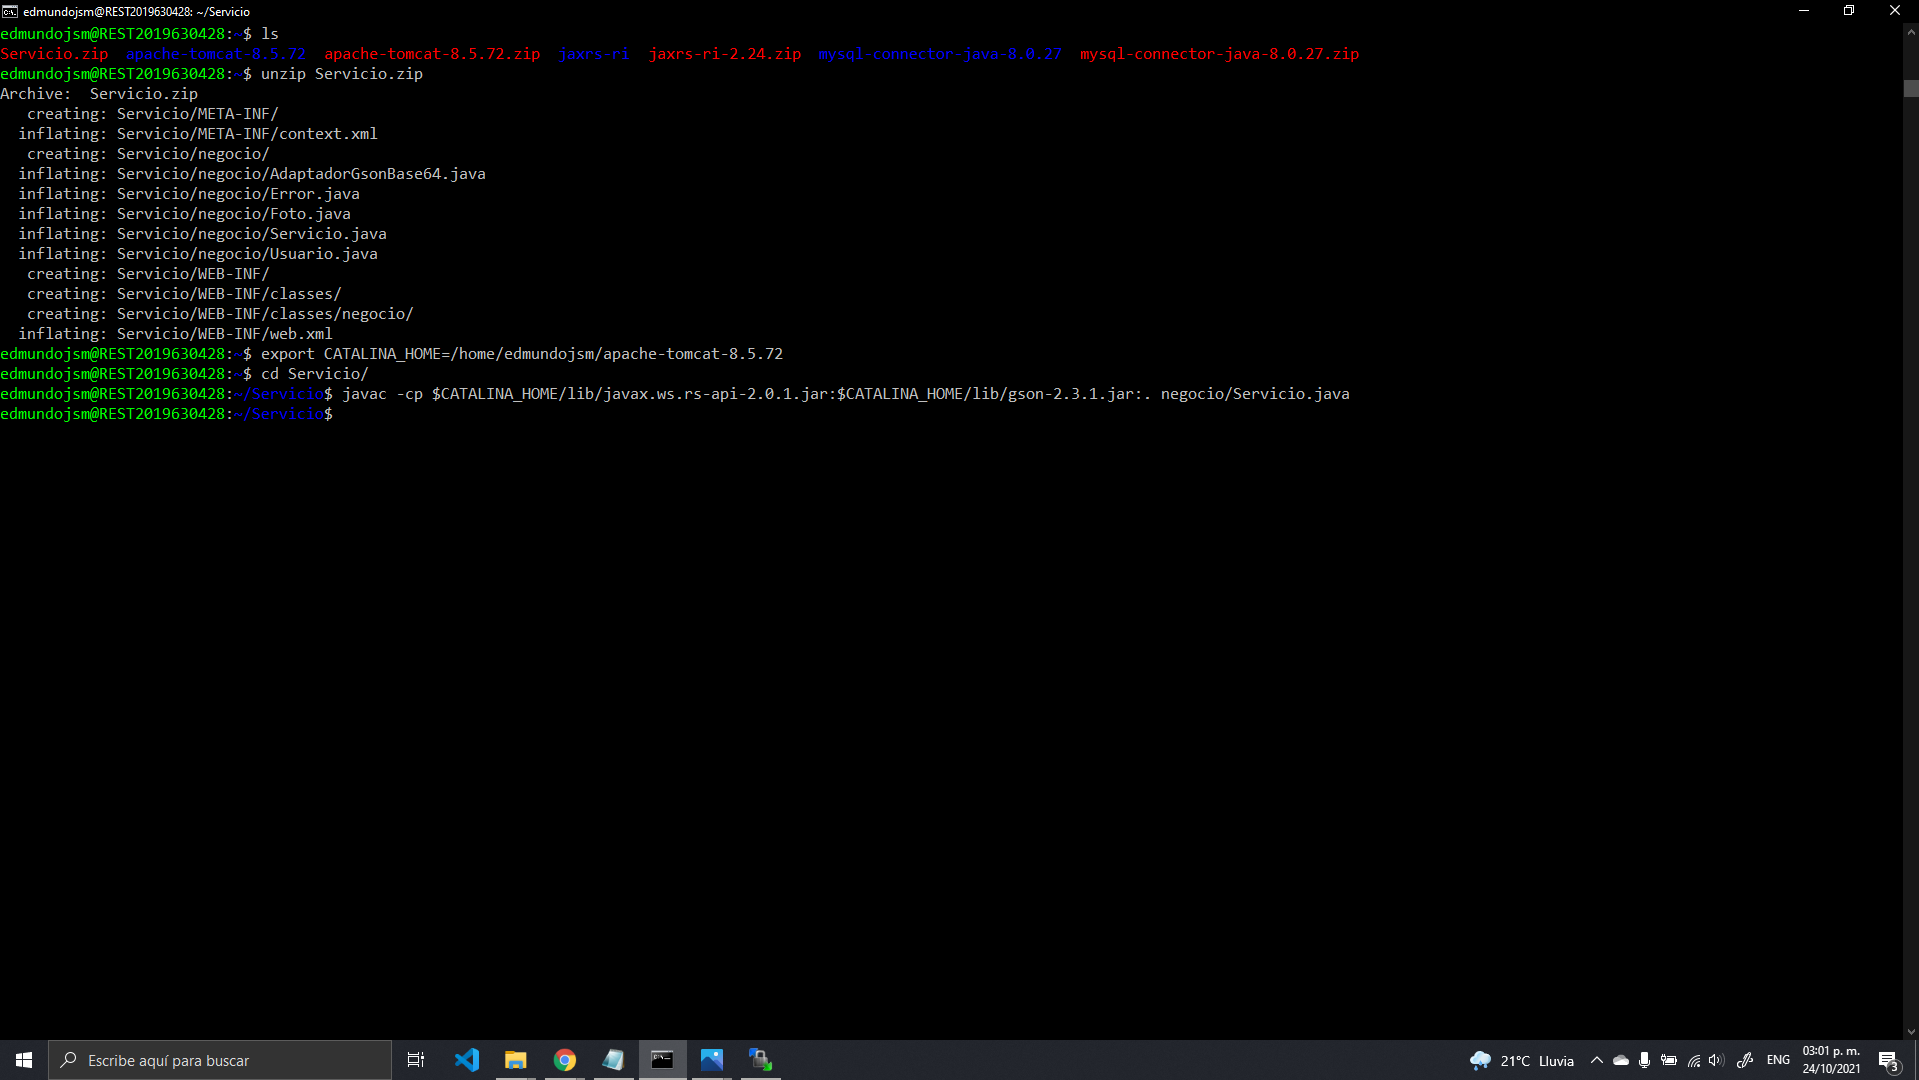 edmundojsm@REST2019630428: ~/Servicio
edmundojsm@REST2019630428:~$ ls
Servicio.zip  apache-tomcat-8.5.72  apache-tomcat-8.5.72.zip  jaxrs-ri  jaxrs-ri-2.24.zip  mysql-connector-java-8.0.27  mysql-connector-java-8.0.27.zip
edmundojsm@REST2019630428:~$ unzip Servicio.zip
Archive:  Servicio.zip
   creating: Servicio/META-INF/
  inflating: Servicio/META-INF/context.xml
   creating: Servicio/negocio/
  inflating: Servicio/negocio/AdaptadorGsonBase64.java
  inflating: Servicio/negocio/Error.java
  inflating: Servicio/negocio/Foto.java
  inflating: Servicio/negocio/Servicio.java
  inflating: Servicio/negocio/Usuario.java
   creating: Servicio/WEB-INF/
   creating: Servicio/WEB-INF/classes/
   creating: Servicio/WEB-INF/classes/negocio/
  inflating: Servicio/WEB-INF/web.xml
edmundojsm@REST2019630428:~$ export CATALINA_HOME=/home/edmundojsm/apache-tomcat-8.5.72
edmundojsm@REST2019630428:~$ cd Servicio/
edmundojsm@REST2019630428:~/Servicio$ javac -cp $CATALINA_HOME/lib/javax.ws.rs-api-2.0.1.jar:$CATALINA_HOME/lib/gson-2.3.1.jar:. negocio/Servicio.java
edmundojsm@REST2019630428:~/Servicio$
Escribe aquí para buscar
21°C Lluvia
ENG
03:01 p. m.
24/10/2021
3